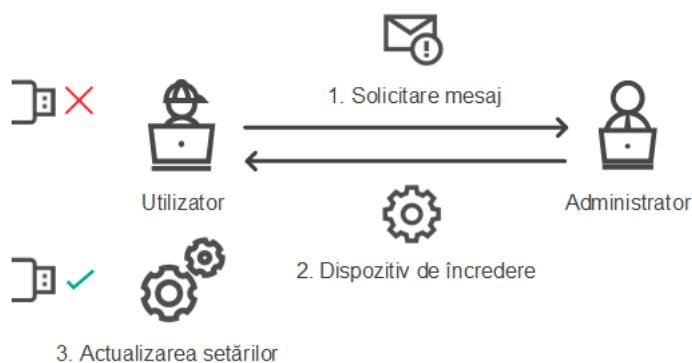 1. Solicitare mesaj
Utilizator
Administrator
2. Dispozitiv de încredere
3. Actualizarea setărilor